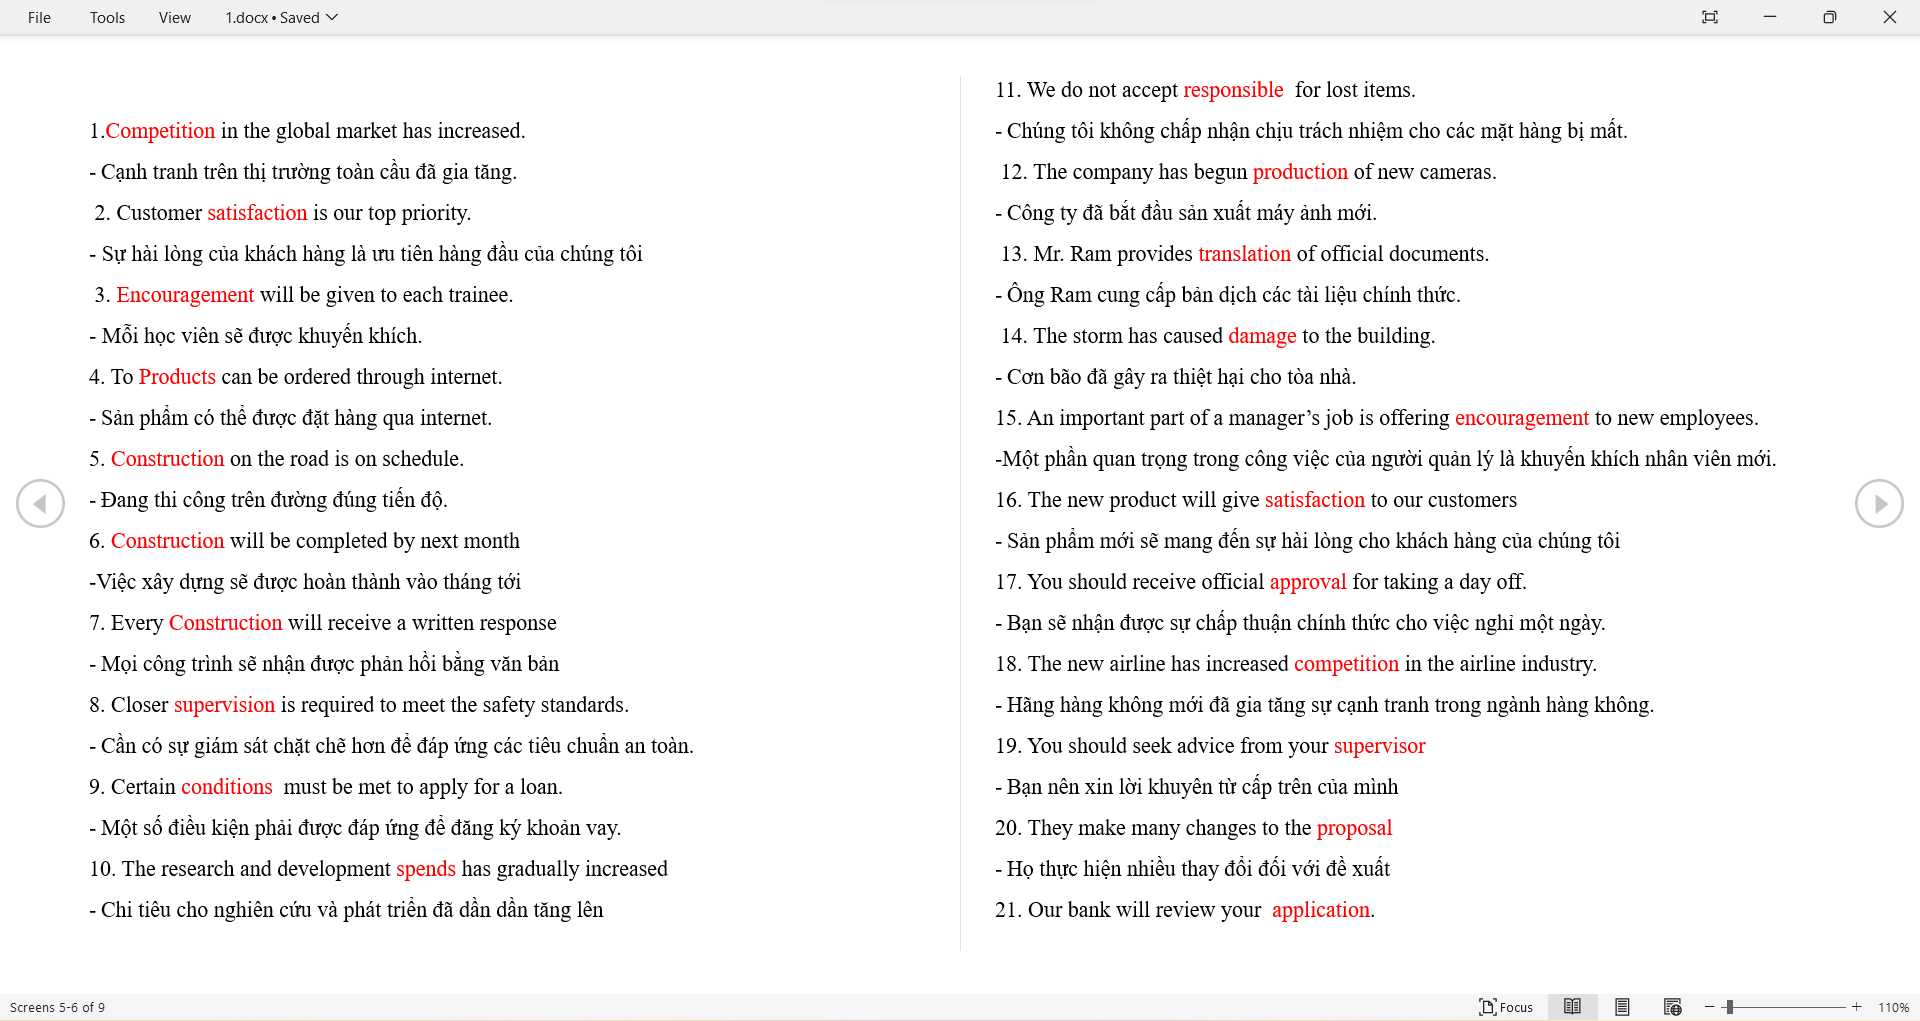 File Tools View 1.docx • Saved
1.Competition in the global market has increased.
- Cạnh tranh trên thị trường toàn cầu đã gia tăng.
2. Customer satisfaction is our top priority.
- Sự hài lòng của khách hàng là ưu tiên hàng đầu của chúng tôi
3. Encouragement will be given to each trainee.
- Mỗi học viên sẽ được khuyến khích.
4. To Products can be ordered through internet.
- Sản phẩm có thể được đặt hàng qua internet.
5. Construction on the road is on schedule.
- Đang thi công trên đường đúng tiến độ.
6. Construction will be completed by next month
-Việc xây dựng sẽ được hoàn thành vào tháng tới
7. Every Construction will receive a written response
- Mọi công trình sẽ nhận được phản hồi bằng văn bản
8. Closer supervision is required to meet the safety standards.
- Cần có sự giám sát chặt chẽ hơn để đáp ứng các tiêu chuẩn an toàn.
9. Certain conditions must be met to apply for a loan.
- Một số điều kiện phải được đáp ứng để đăng ký khoản vay.
10. The research and development spends has gradually increased
- Chi tiêu cho nghiên cứu và phát triển đã dần dần tăng lên
11. We do not accept responsible for lost items.
- Chúng tôi không chấp nhận chịu trách nhiệm cho các mặt hàng bị mất.
12. The company has begun production of new cameras.
- Công ty đã bắt đầu sản xuất máy ảnh mới.
13. Mr. Ram provides translation of official documents.
- Ông Ram cung cấp bản dịch các tài liệu chính thức.
14. The storm has caused damage to the building.
- Cơn bão đã gây ra thiệt hại cho tòa nhà.
15. An important part of a manager’s job is offering encouragement to new employees.
-Một phần quan trọng trong công việc của người quản lý là khuyến khích nhân viên mới.
16. The new product will give satisfaction to our customers
- Sản phẩm mới sẽ mang đến sự hài lòng cho khách hàng của chúng tôi
17. You should receive official approval for taking a day off.
- Bạn sẽ nhận được sự chấp thuận chính thức cho việc nghỉ một ngày.
18. The new airline has increased competition in the airline industry.
- Hãng hàng không mới đã gia tăng sự cạnh tranh trong ngành hàng không.
19. You should seek advice from your supervisor
- Bạn nên xin lời khuyên từ cấp trên của mình
20. They make many changes to the proposal
- Họ thực hiện nhiều thay đổi đối với đề xuất
21. Our bank will review your application.
Screens 5-6 of 9 Focus 110%